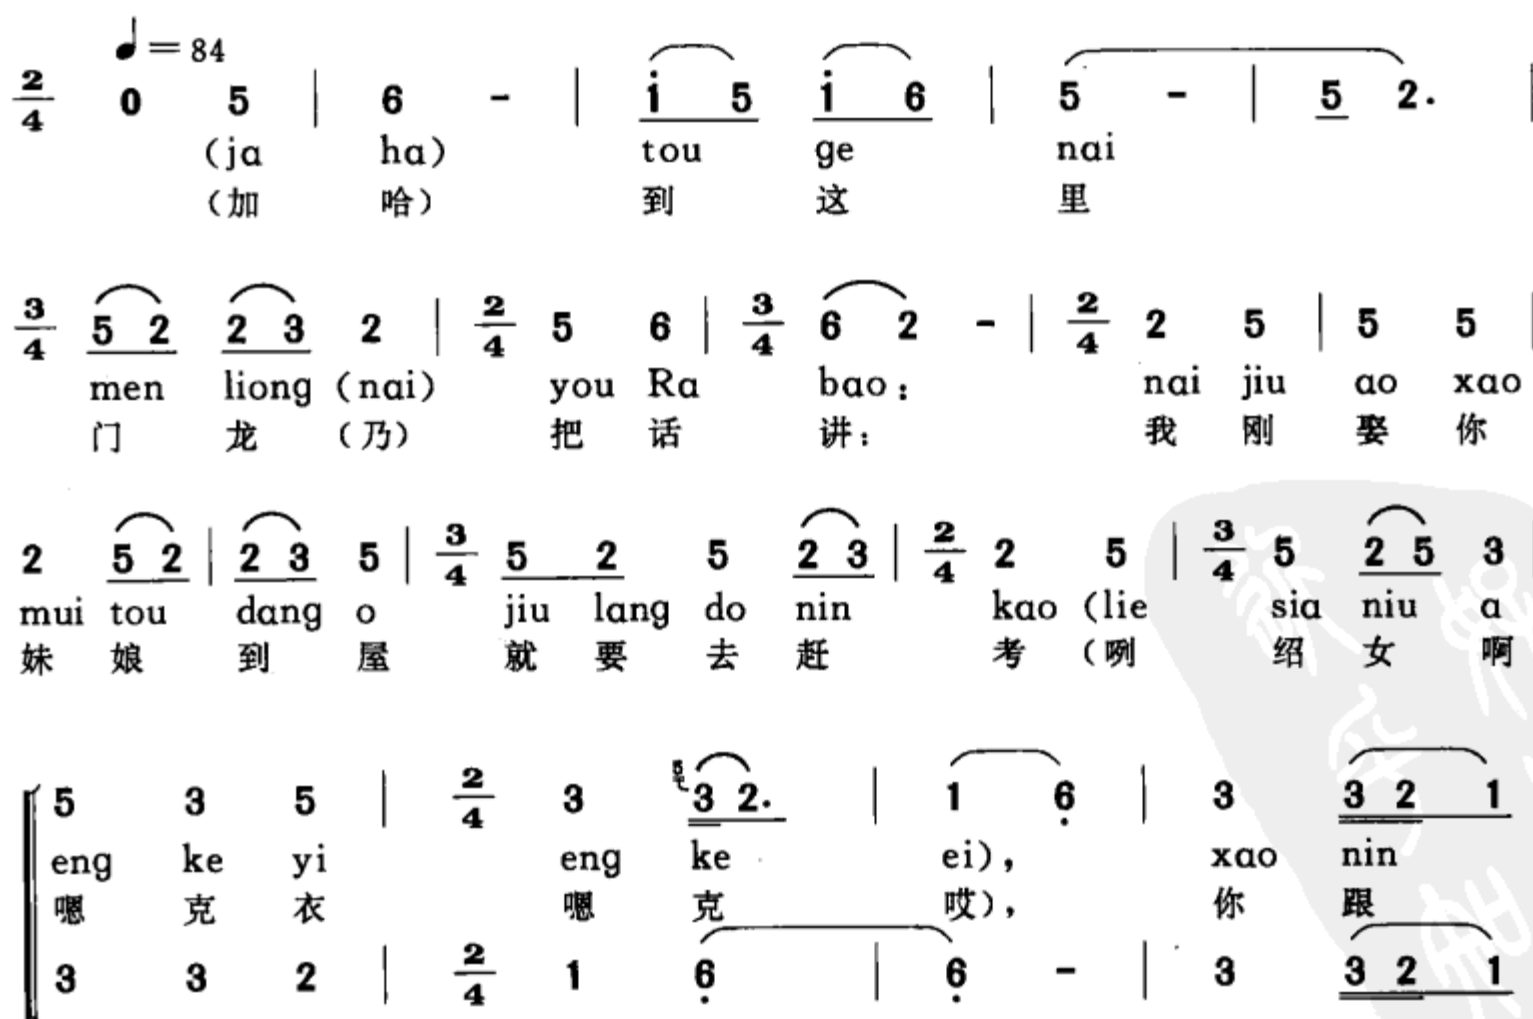 ♩= 84
2/4 0 5 | 6 - | i 5 i 6 | 5 - | 5 2. |
(ja ha) tou ge nai
(加 哈) 到 这 里
3/4 5 2 2 3 2 | 2/4 5 6 | 3/4 6 2 - | 2/4 2 5 | 5 5 |
men liong (nai) you Ra bao: nai jiu ao xao
门 龙 (乃) 把 话 讲: 我 刚 娶 你
2 5 2 | 2 3 5 | 3/4 5 2 5 2 3 | 2/4 2 5 | 3/4 5 2 5 3 |
mui tou dang o jiu lang do nin kao (lie sia niu a
妹 娘 到 屋 就 要 去 赶 考 (咧 绍 女 啊
5 3 5 | 2/4 3 5 3 2. | 1 6̣ | 3 3 2 1
eng ke yi eng ke ei), xao nin
嗯 克 衣 嗯 克 哎), 你 跟
3 3 2 | 2/4 1 6̣ | 6̣ - | 3 3 2 1